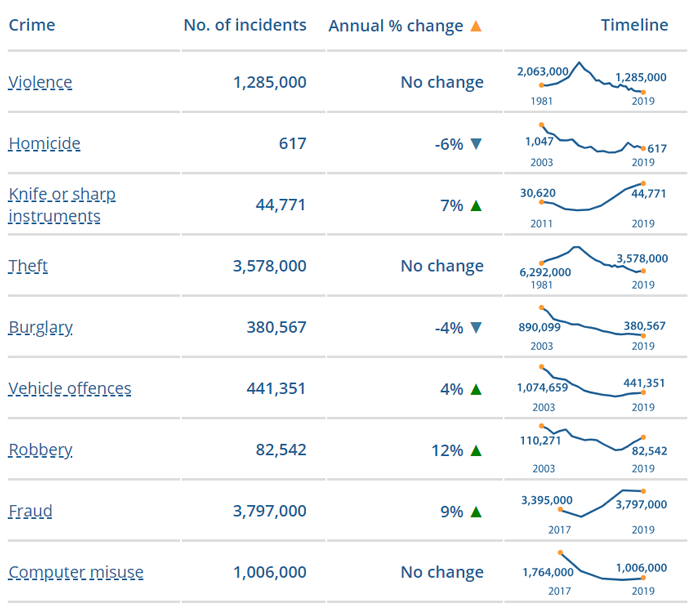 Crime No. of incidents Annual % change ▲ Timeline
Violence 1,285,000 No change 2,063,000 1,285,000
1981 2019
Homicide 617 -6% ▼ 1,047 617
2003 2019
Knife or sharp
instruments 44,771 7% ▲ 30,620 44,771
2011 2019
Theft 3,578,000 No change 6,292,000 3,578,000
1981 2019
Burglary 380,567 -4% ▼ 890,099 380,567
2003 2019
Vehicle offences 441,351 4% ▲ 1,074,659 441,351
2003 2019
Robbery 82,542 12% ▲ 110,271 82,542
2003 2019
Fraud 3,797,000 9% ▲ 3,395,000 3,797,000
2017 2019
Computer misuse 1,006,000 No change 1,764,000 1,006,000
2017 2019